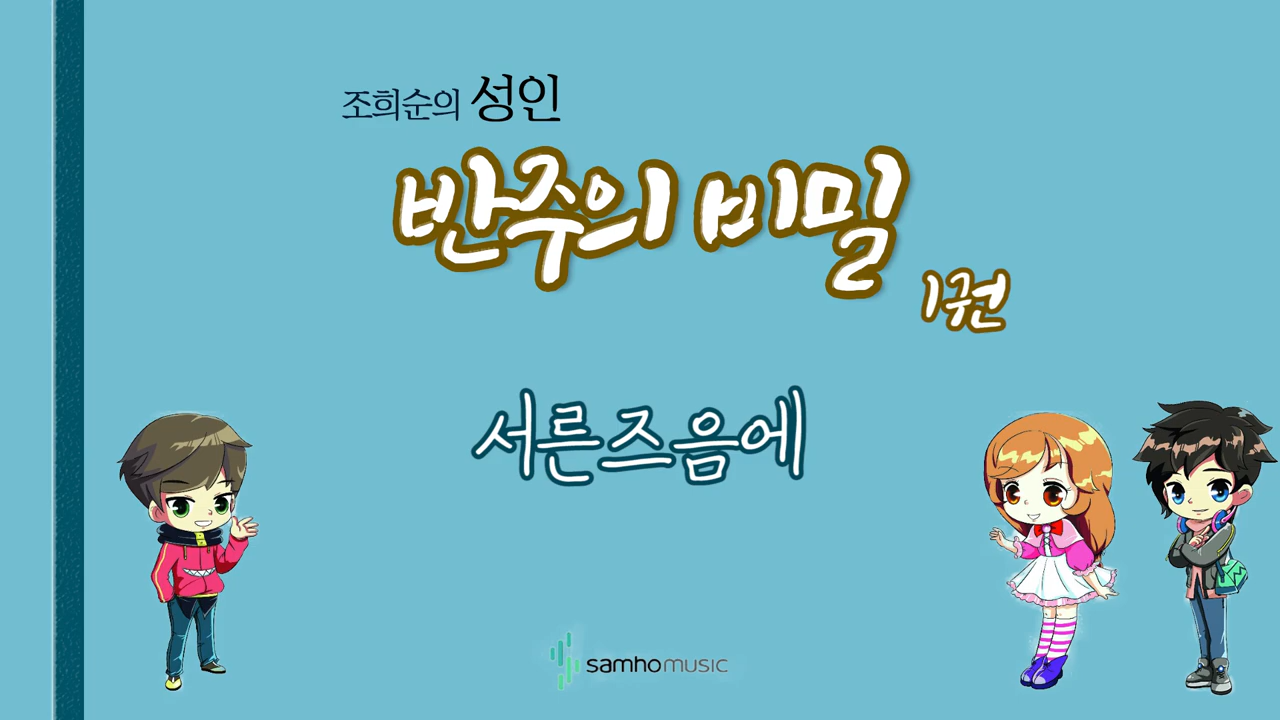 조희순의 성인
반주의 비밀
1권
서른즈음에
samhomusic